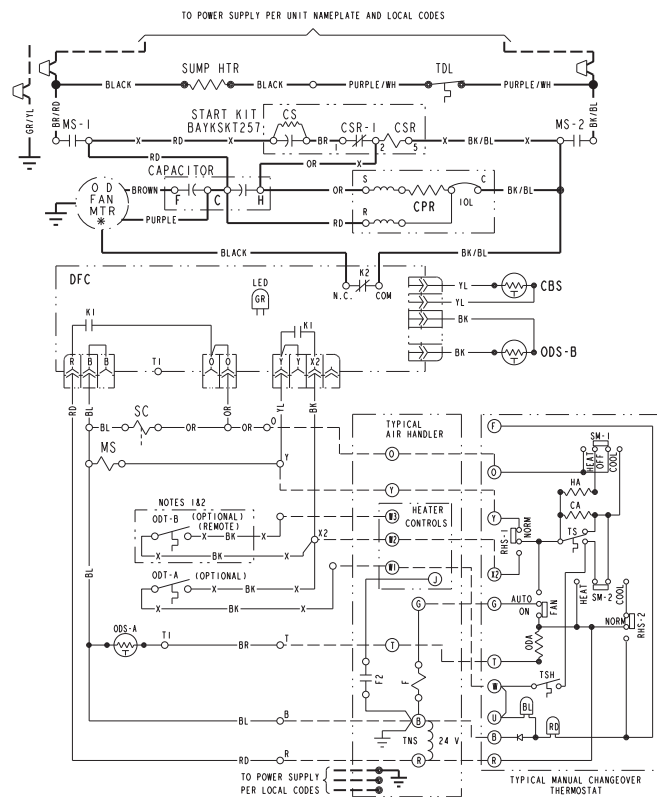 TO POWER SUPPLY PER UNIT NAMEPLATE AND LOCAL CODES
SUMP HTR TDL
BLACK BLACK PURPLE/WH PURPLE/WH
GR/YL BR/RD BK/BL
START KIT
BAYKSKT257
CS
MS-1 CSR-1 CSR MS-2
X RD X BR 1 2 5 X BK/BL X
RD OR X
CAPACITOR
O D
FAN
MTR
*
BROWN F C H OR S C BK/BL
CPR IOL
PURPLE RD R
BLACK BK/BL
K2
N.C. COM
DFC
LED
GR
K1 K1
YL CBS
YL
BK
BK ODS-B
R B B T1 O O Y Y X2
RD BL OR YL BK
SC
BL OR OR O
MS
Y
TYPICAL
AIR HANDLER
F
SM-1
HEAT OFF COOL
O O
HA
Y Y
CA
NOTES 1&2
ODT-B (OPTIONAL)
(REMOTE)
X BK X
X BK X
W3 HEATER
CONTROLS
W2
X2
RHS-1 NORM
TS
X2
ODT-A (OPTIONAL)
X BK X
X BK X
W1
J
HEAT SM-2 COOL
BL
G G AUTO
ON FAN
NORM RHS-2
ODS-A T1 BR T T T ODA
F2 F
W TSH
U BL
RD
BL B B B
TNS 24 V
RD R R R
TO POWER SUPPLY
PER LOCAL CODES
TYPICAL MANUAL CHANGEOVER
THERMOSTAT